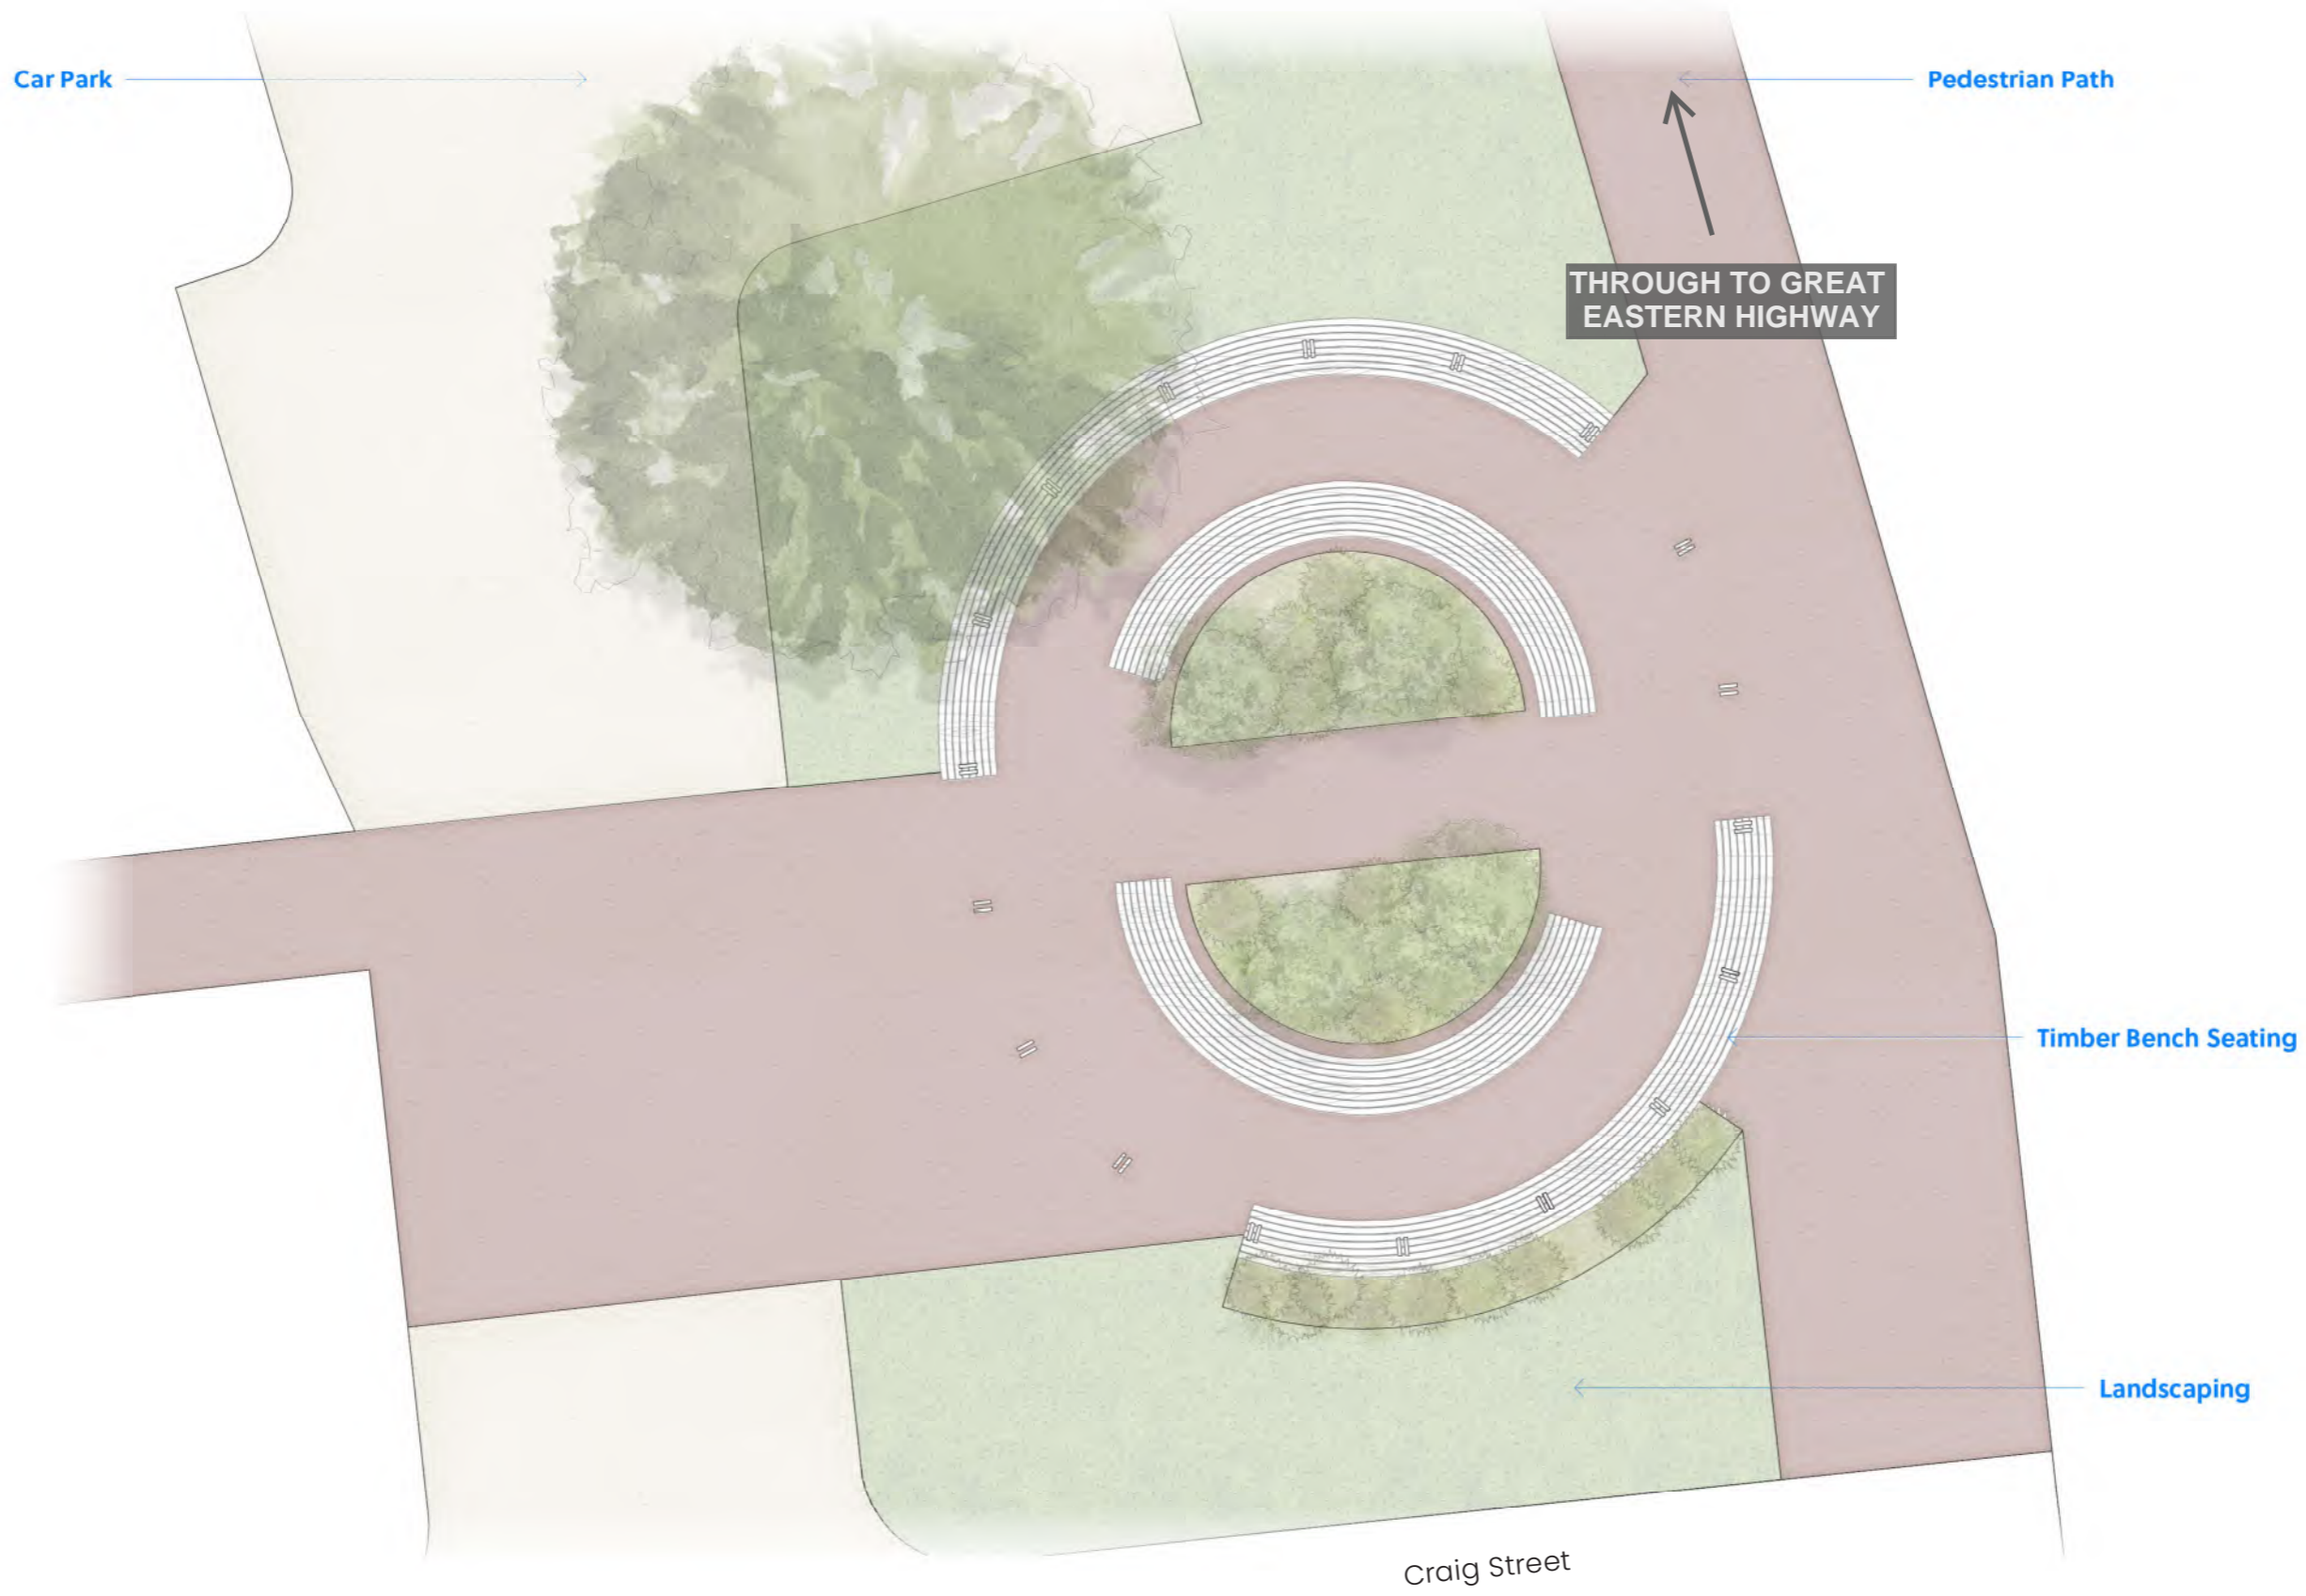 Car Park
Pedestrian Path
THROUGH TO GREAT
EASTERN HIGHWAY
Timber Bench Seating
Landscaping
Craig Street